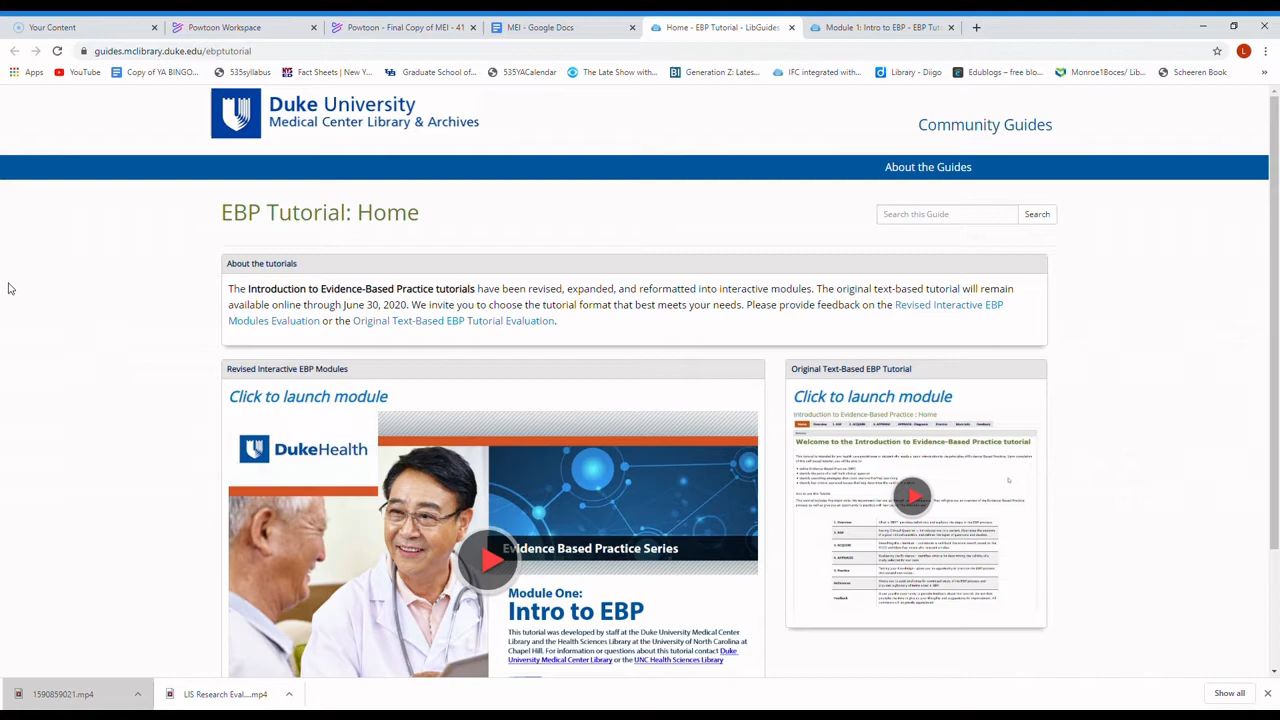 Your Content
Powtoon Workspace
Powtoon - Final Copy of MEI - 41
MEI - Google Docs
Home - EBP Tutorial - LibGuides
Module 1: Intro to EBP - EBP Tut
guides.mclibrary.duke.edu/ebptutorial
L
Apps
YouTube
Copy of YA BINGO...
535syllabus
Fact Sheets | New Y...
Graduate School of...
535YACalendar
The Late Show with...
Generation Z: Lates...
IFC integrated with...
Library - Diigo
Edublogs – free blo...
Monroe1Boces/ Lib...
Scheeren Book
Duke University
Medical Center Library & Archives
Community Guides
About the Guides
EBP Tutorial: Home
Search this Guide
Search
About the tutorials
The Introduction to Evidence-Based Practice tutorials have been revised, expanded, and reformatted into interactive modules. The original text-based tutorial will remain
available online through June 30, 2020. We invite you to choose the tutorial format that best meets your needs. Please provide feedback on the Revised Interactive EBP
Modules Evaluation or the Original Text-Based EBP Tutorial Evaluation.
Revised Interactive EBP Modules
Click to launch module
DukeHealth
Evidence Based Practice Series
Module One:
Intro to EBP
This tutorial was developed by staff at the Duke University Medical Center
Library and the Health Sciences Library at the University of North Carolina at
Chapel Hill. For information or questions about this tutorial contact Duke
University Medical Center Library or the UNC Health Sciences Library
Original Text-Based EBP Tutorial
Click to launch module
Introduction to Evidence-Based Practice : Home
Welcome to the Introduction to Evidence-Based Practice tutorial
1590859021.mp4
LIS Research Eval....mp4
Show all